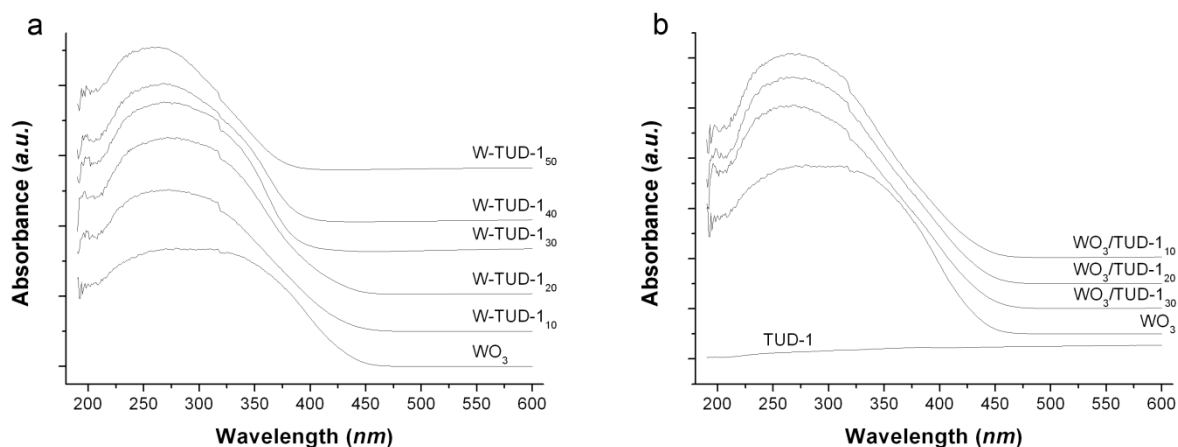 a
Absorbance (a.u.)
W-TUD-1₅₀
W-TUD-1₄₀
W-TUD-1₃₀
W-TUD-1₂₀
W-TUD-1₁₀
WO₃
200 250 300 350 400 450 500 550 600
Wavelength (nm)
b
Absorbance (a.u.)
WO₃/TUD-1₁₀
WO₃/TUD-1₂₀
WO₃/TUD-1₃₀
WO₃
TUD-1
200 250 300 350 400 450 500 550 600
Wavelength (nm)